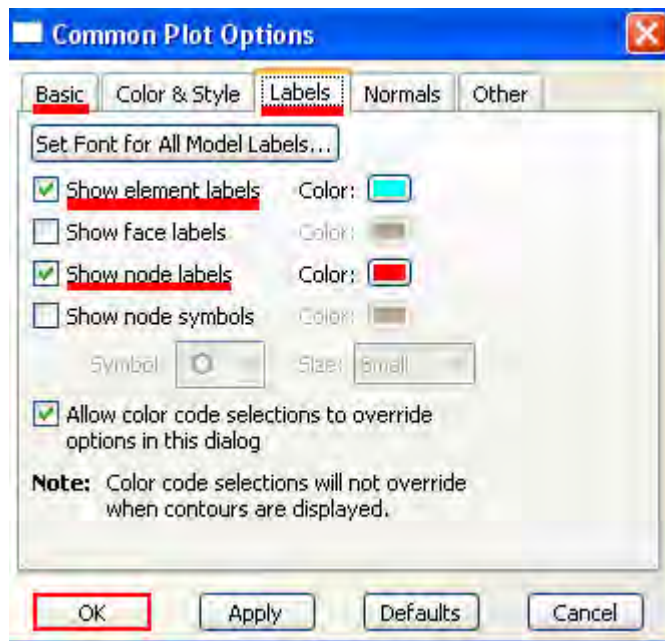 Common Plot Options
Basic Color & Style Labels Normals Other
Set Font for All Model Labels...
Show element labels Color:
Show face labels Color:
Show node labels Color:
Show node symbols Color:
Symbol: Size: Small
Allow color code selections to override
options in this dialog
Note: Color code selections will not override
when contours are displayed.
OK Apply Defaults Cancel